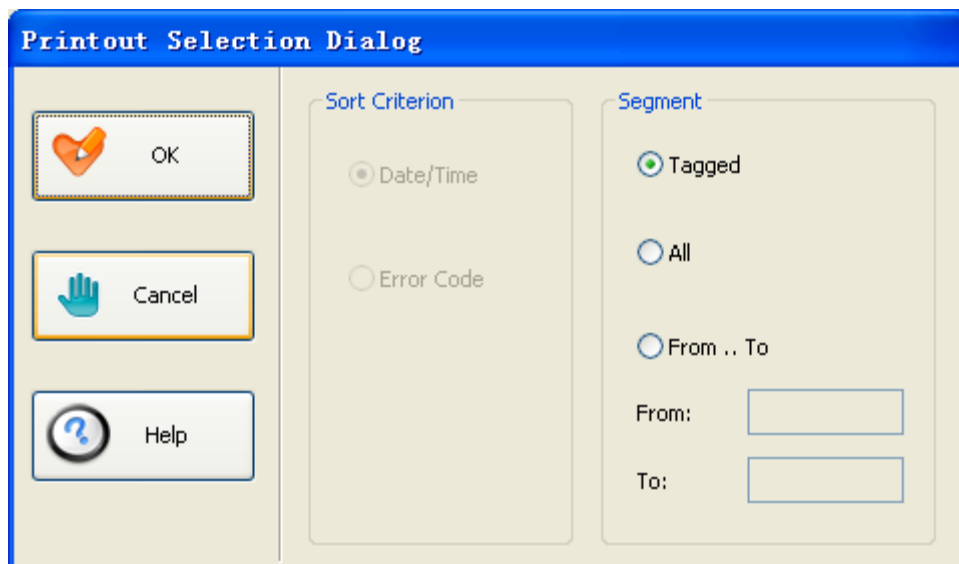 Printout Selection Dialog
OK
Cancel
Help
Sort Criterion
Date/Time
Error Code
Segment
Tagged
All
From .. To
From:
To: